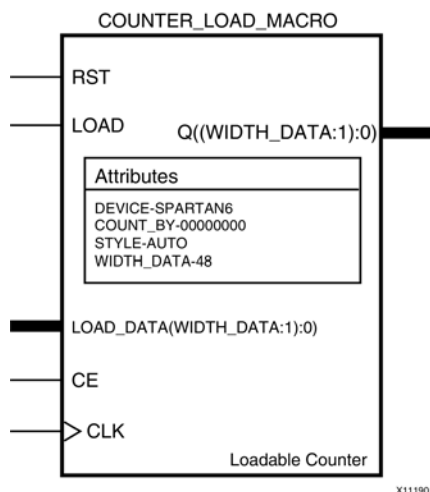 COUNTER_LOAD_MACRO
RST
LOAD
Q((WIDTH_DATA:1):0)
Attributes
DEVICE-SPARTAN6
COUNT_BY-00000000
STYLE-AUTO
WIDTH_DATA-48
LOAD_DATA(WIDTH_DATA:1):0)
CE
CLK
Loadable Counter
X11190